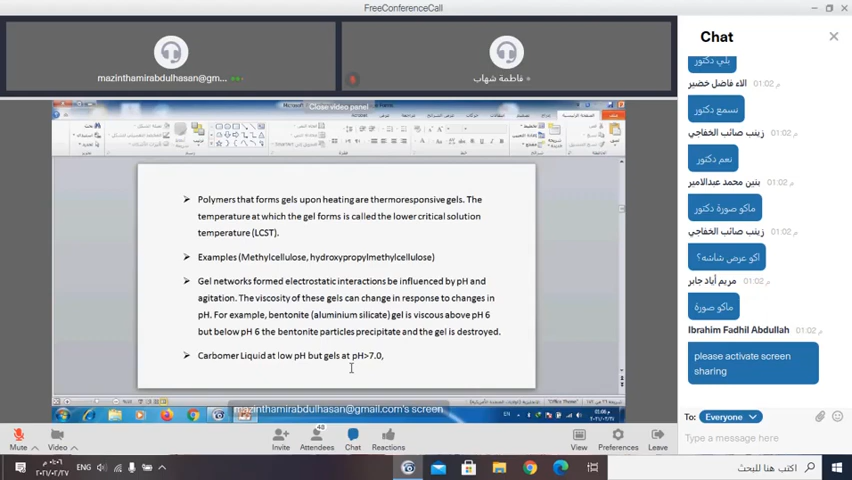 FreeConferenceCall
mazinthamirabdulhasan@gm...
فاطمة شهاب
Close video panel
Polymers that forms gels upon heating are thermoresponsive gels. The
temperature at which the gel forms is called the lower critical solution
temperature (LCST).
Examples (Methylcellulose, hydroxypropylmethylcellulose)
Gel networks formed electrostatic interactions be influenced by pH and
agitation. The viscosity of these gels can change in response to changes in
pH. For example, bentonite (aluminium silicate) gel is viscous above pH 6
but below pH 6 the bentonite particles precipitate and the gel is destroyed.
Carbomer Liquid at low pH but gels at pH>7.0,
mazinthamirabdulhasan@gmail.com's screen
EN
Mute
Video
Invite
48
Attendees
Chat
Reactions
View
Preferences
Leave
Chat
بلي دكتور
الاء فاضل خضير
01:02 م
نسمع دكتور
زينب صائب الخفاجي
01:02 م
نعم دكتور
بنين محمد عبدالامير
01:02 م
ماكو صورة دكتور
زينب صائب الخفاجي
01:02 م
اكو عرض شاشه؟
مريم أياد جابر
01:02 م
ماكو صورة
Ibrahim Fadhil Abdullah
01:02 م
please activate screen
sharing
To:
Everyone
Type a message
ENG
اكتب هنا للبحث